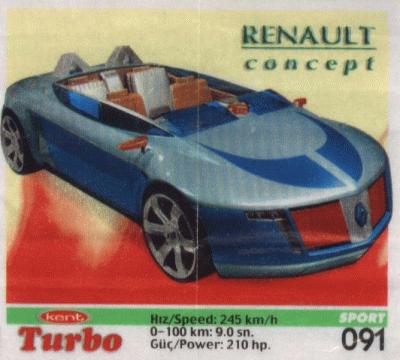 RENAULT
concept
kent
Turbo
Hız/Speed: 245 km/h
0-100 km: 9.0 sn.
Güç/Power: 210 hp.
SPORT
091